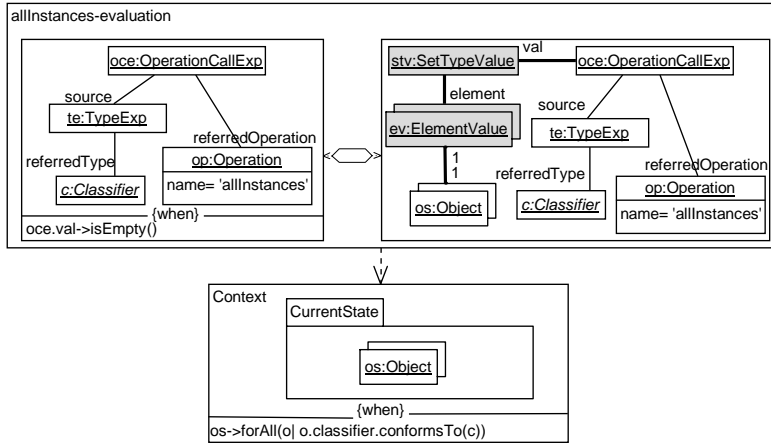 allInstances-evaluation
oce:OperationCallExp
source
te:TypeExp
referredOperation
referredType
op:Operation
name= 'allInstances'
c:Classifier
{when}
oce.val->isEmpty()
val
stv:SetTypeValue
oce:OperationCallExp
element
source
ev:ElementValue
te:TypeExp
1
1
referredOperation
referredType
op:Operation
os:Object
c:Classifier
name= 'allInstances'
Context
CurrentState
os:Object
{when}
os->forAll(o| o.classifier.conformsTo(c))